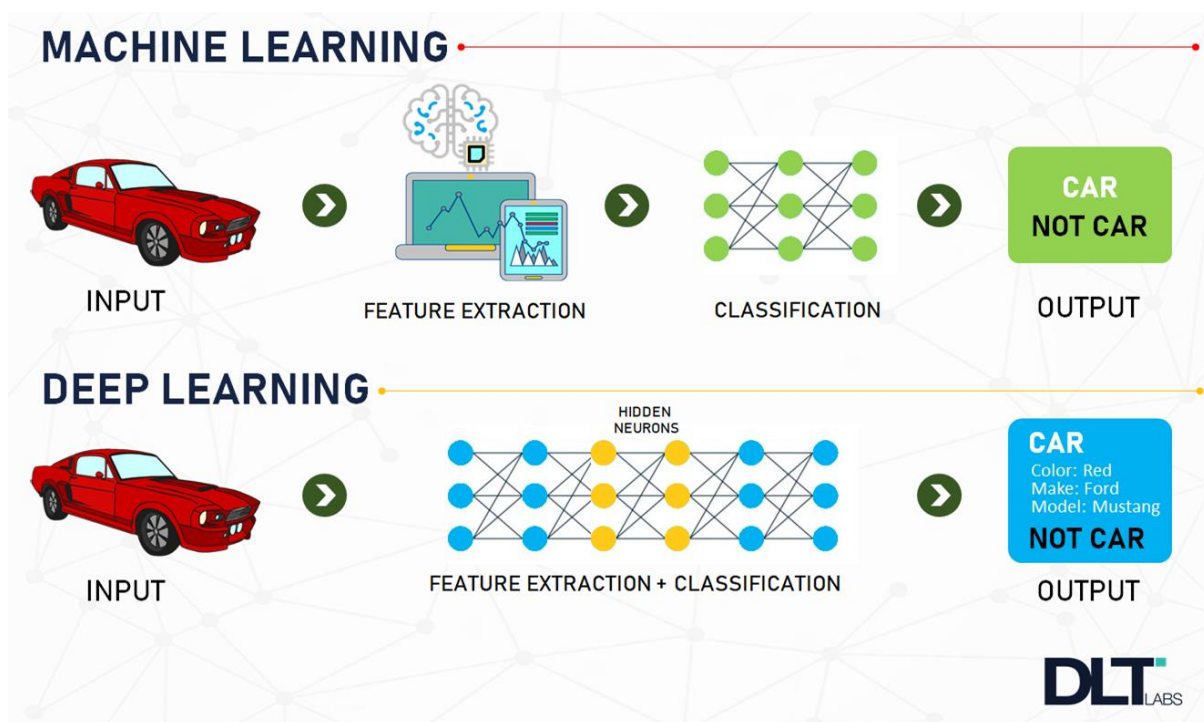 MACHINE LEARNING
INPUT
FEATURE EXTRACTION
CLASSIFICATION
CAR
NOT CAR
OUTPUT
DEEP LEARNING
INPUT
HIDDEN
NEURONS
FEATURE EXTRACTION + CLASSIFICATION
CAR
Color: Red
Make: Ford
Model: Mustang
NOT CAR
OUTPUT
DLT LABS